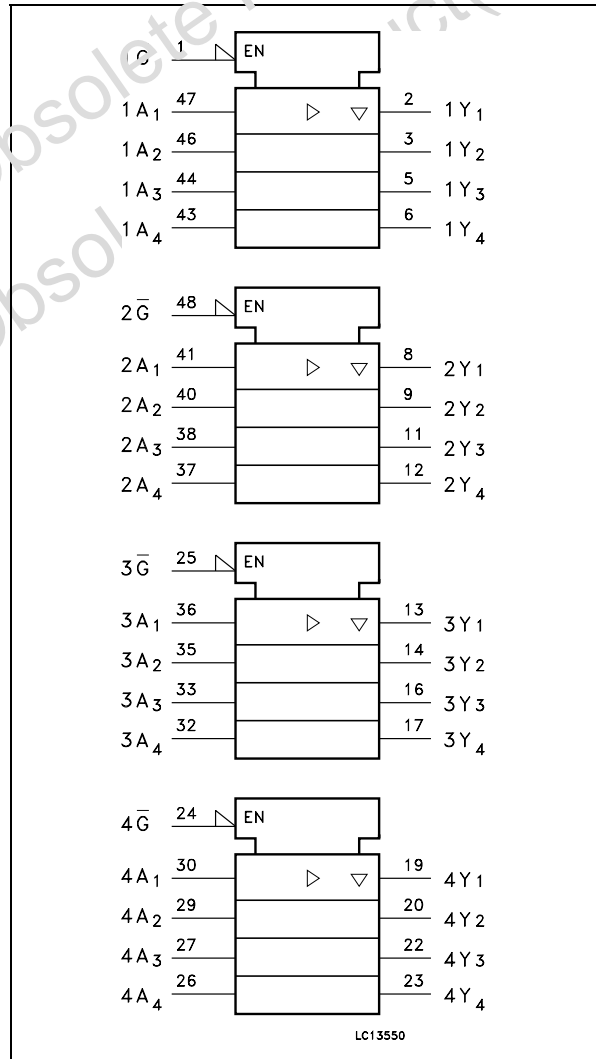 obsolete
1G̅ 1 EN
1A1 47 2 1Y1
1A2 46 3 1Y2
1A3 44 5 1Y3
1A4 43 6 1Y4
2G̅ 48 EN
2A1 41 8 2Y1
2A2 40 9 2Y2
2A3 38 11 2Y3
2A4 37 12 2Y4
3G̅ 25 EN
3A1 36 13 3Y1
3A2 35 14 3Y2
3A3 33 16 3Y3
3A4 32 17 3Y4
4G̅ 24 EN
4A1 30 19 4Y1
4A2 29 20 4Y2
4A3 27 22 4Y3
4A4 26 23 4Y4
LC13550